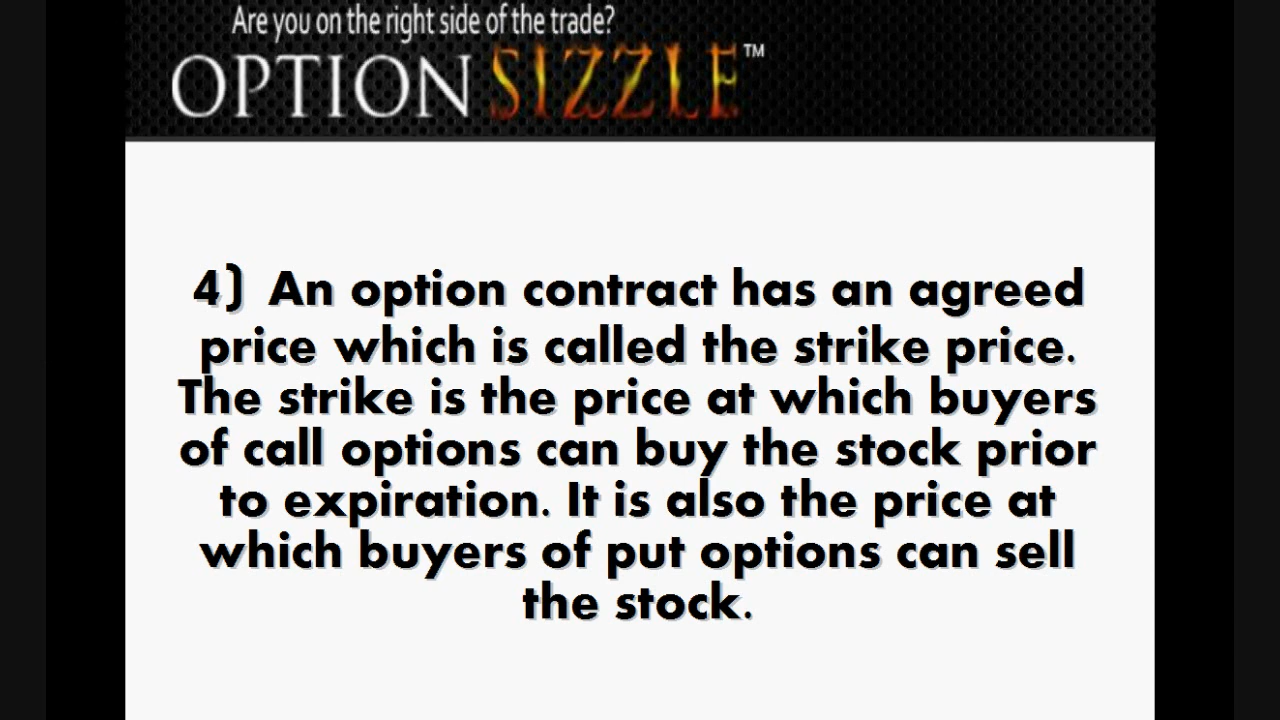 Are you on the right side of the trade?
OPTION SIZZLE™
4) An option contract has an agreed
price which is called the strike price.
The strike is the price at which buyers
of call options can buy the stock prior
to expiration. It is also the price at
which buyers of put options can sell
the stock.